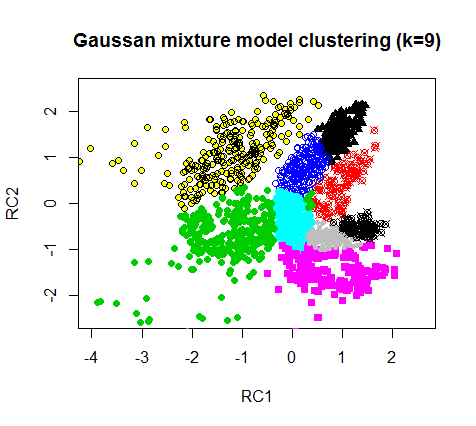 Gaussan mixture model clustering (k=9)
RC2
2
1
0
-1
-2
-4 -3 -2 -1 0 1 2
RC1